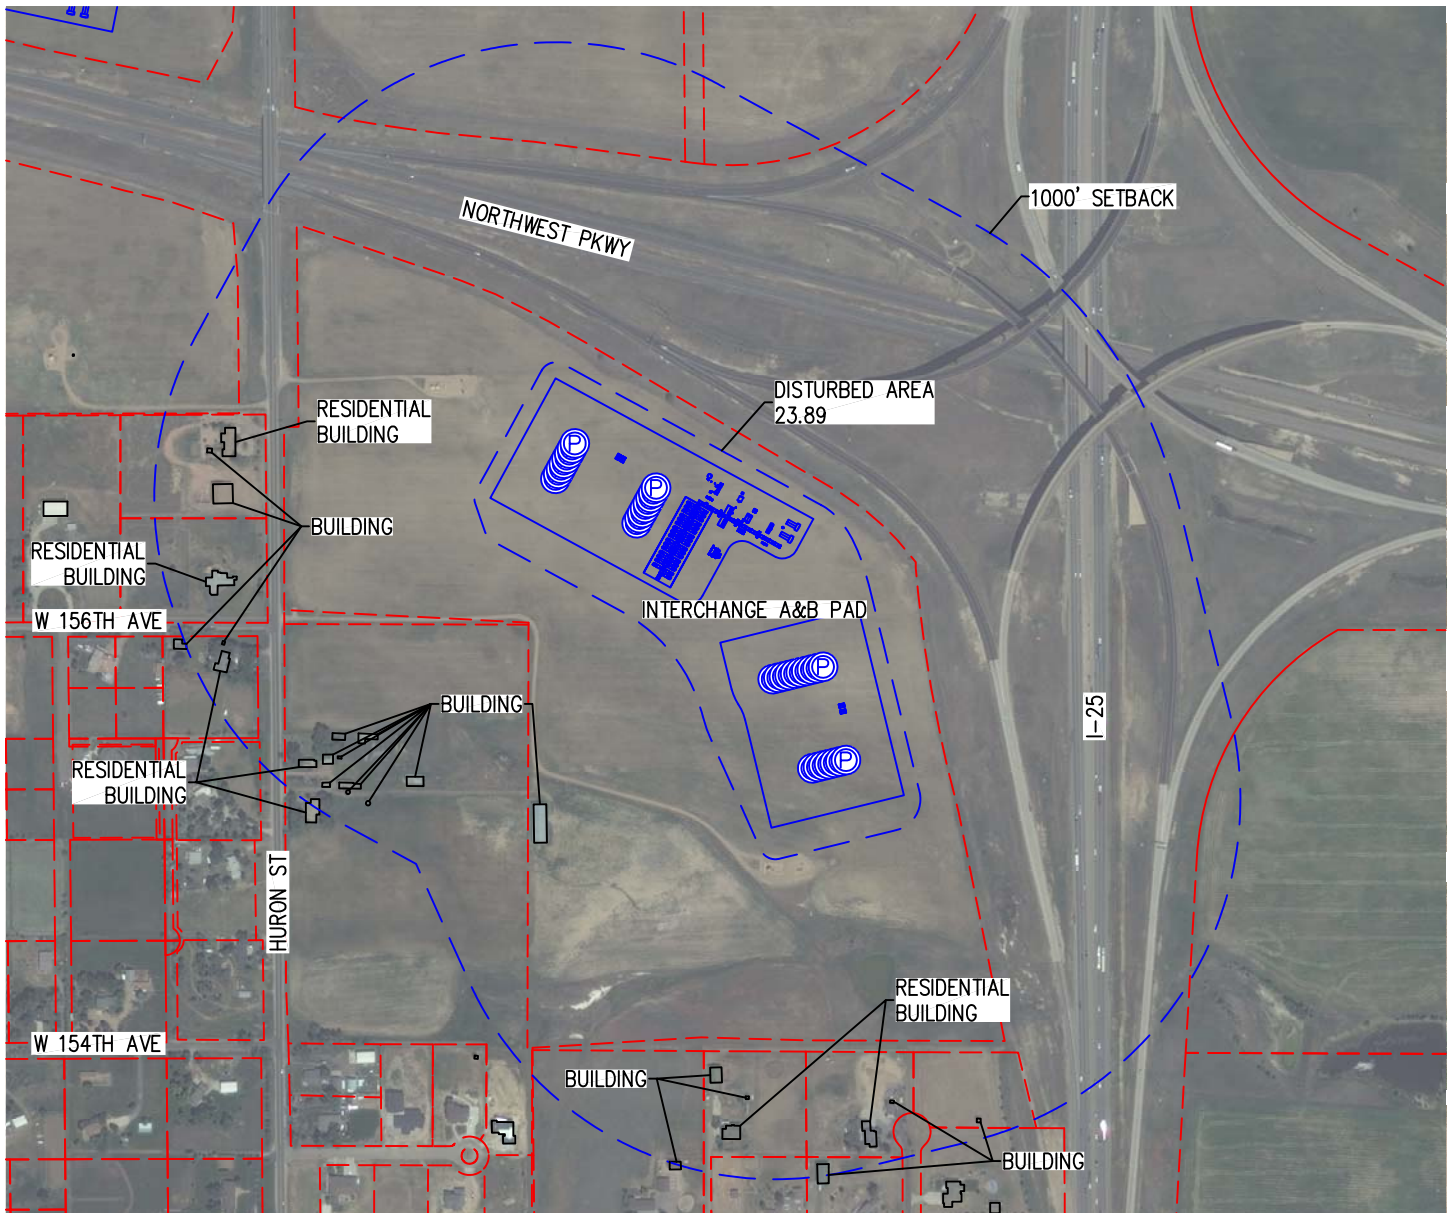 1000' SETBACK
NORTHWEST PKWY
DISTURBED AREA
23.89
RESIDENTIAL
BUILDING
P
P
BUILDING
RESIDENTIAL
BUILDING
W 156TH AVE
INTERCHANGE A&B PAD
P
BUILDING
I-25
RESIDENTIAL
BUILDING
P
HURON ST
RESIDENTIAL
BUILDING
W 154TH AVE
BUILDING
BUILDING